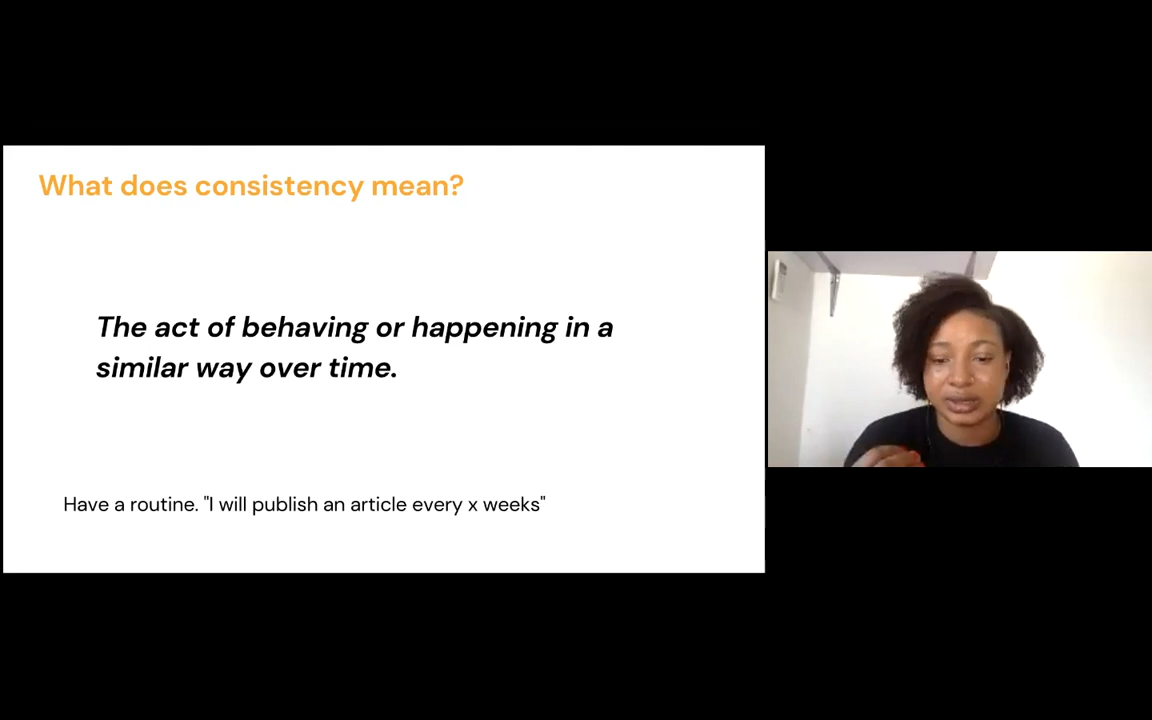 What does consistency mean?
The act of behaving or happening in a
similar way over time.
Have a routine. "I will publish an article every x weeks"